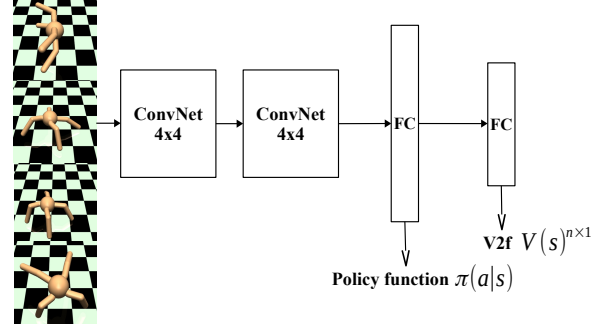 ConvNet
4x4
ConvNet
4x4
FC
FC
V2f V(s)^{n×1}
Policy function π(a|s)